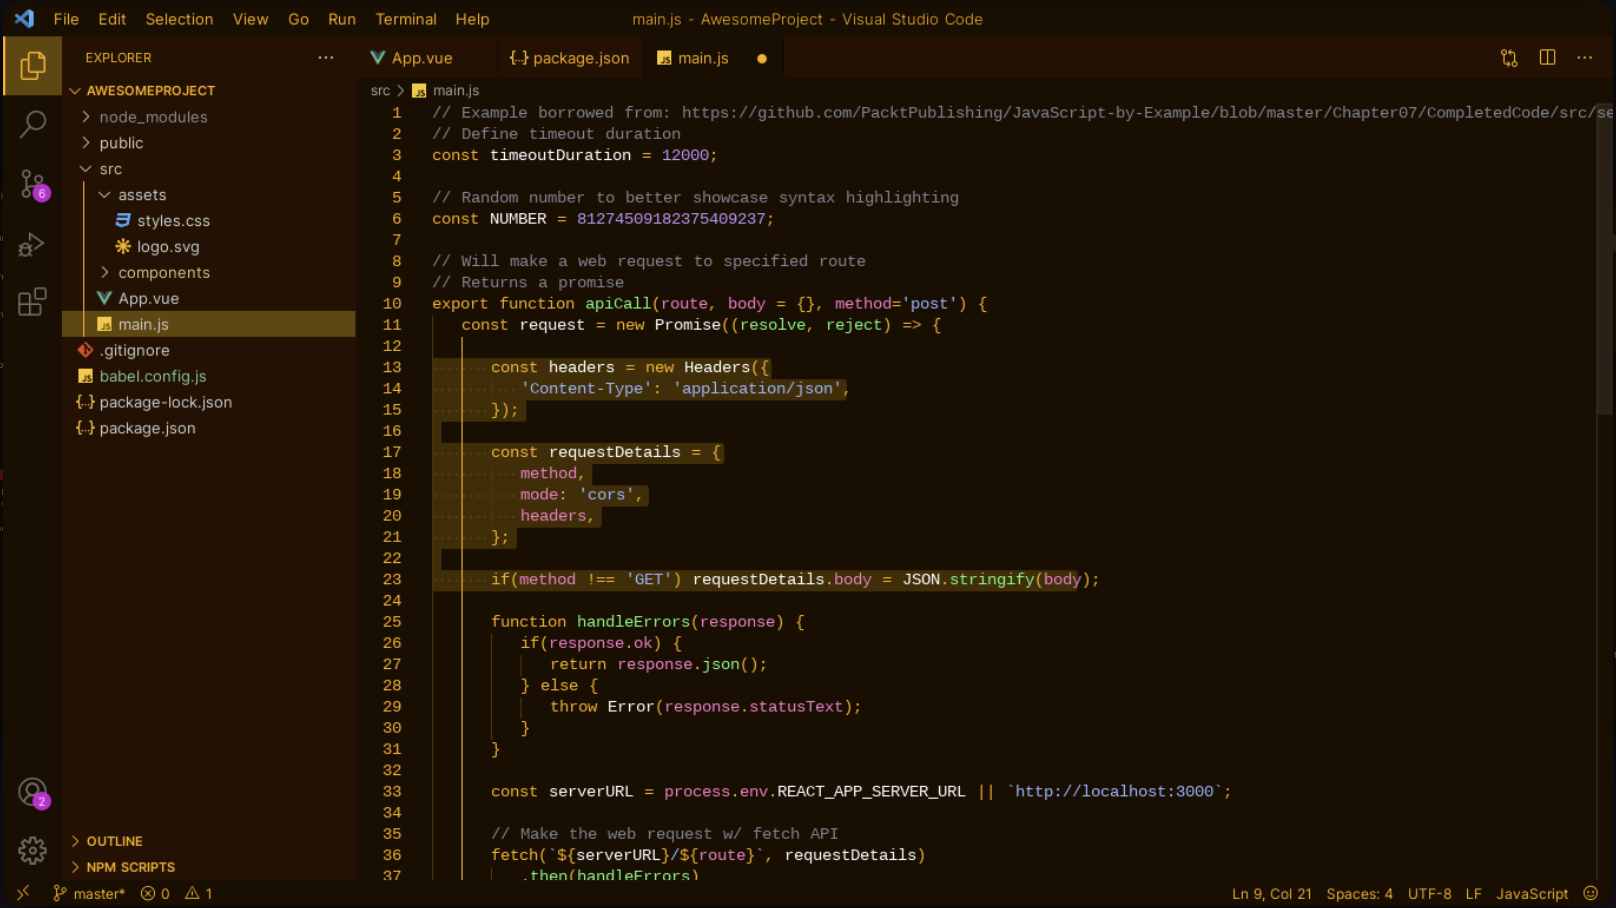 File Edit Selection View Go Run Terminal Help
main.js - AwesomeProject - Visual Studio Code
EXPLORER
AWESOMEPROJECT
node_modules
public
src
assets
styles.css
logo.svg
components
App.vue
main.js
.gitignore
babel.config.js
package-lock.json
package.json
OUTLINE
NPM SCRIPTS
6
2
App.vue
{..} package.json
JS main.js
src > JS main.js
1 // Example borrowed from: https://github.com/PacktPublishing/JavaScript-by-Example/blob/master/Chapter07/CompletedCode/src/se
2 // Define timeout duration
3 const timeoutDuration = 12000;
4
5 // Random number to better showcase syntax highlighting
6 const NUMBER = 81274509182375409237;
7
8 // Will make a web request to specified route
9 // Returns a promise
10 export function apiCall(route, body = {}, method='post') {
11 const request = new Promise((resolve, reject) => {
12
13 const headers = new Headers({
14 'Content-Type': 'application/json',
15 });
16
17 const requestDetails = {
18 method,
19 mode: 'cors',
20 headers,
21 };
22
23 if(method !== 'GET') requestDetails.body = JSON.stringify(body);
24
25 function handleErrors(response) {
26 if(response.ok) {
27 return response.json();
28 } else {
29 throw Error(response.statusText);
30 }
31 }
32
33 const serverURL = process.env.REACT_APP_SERVER_URL || `http://localhost:3000`;
34
35 // Make the web request w/ fetch API
36 fetch(`${serverURL}/${route}`, requestDetails)
37 .then(handleErrors)
master* 0 1
Ln 9, Col 21 Spaces: 4 UTF-8 LF JavaScript